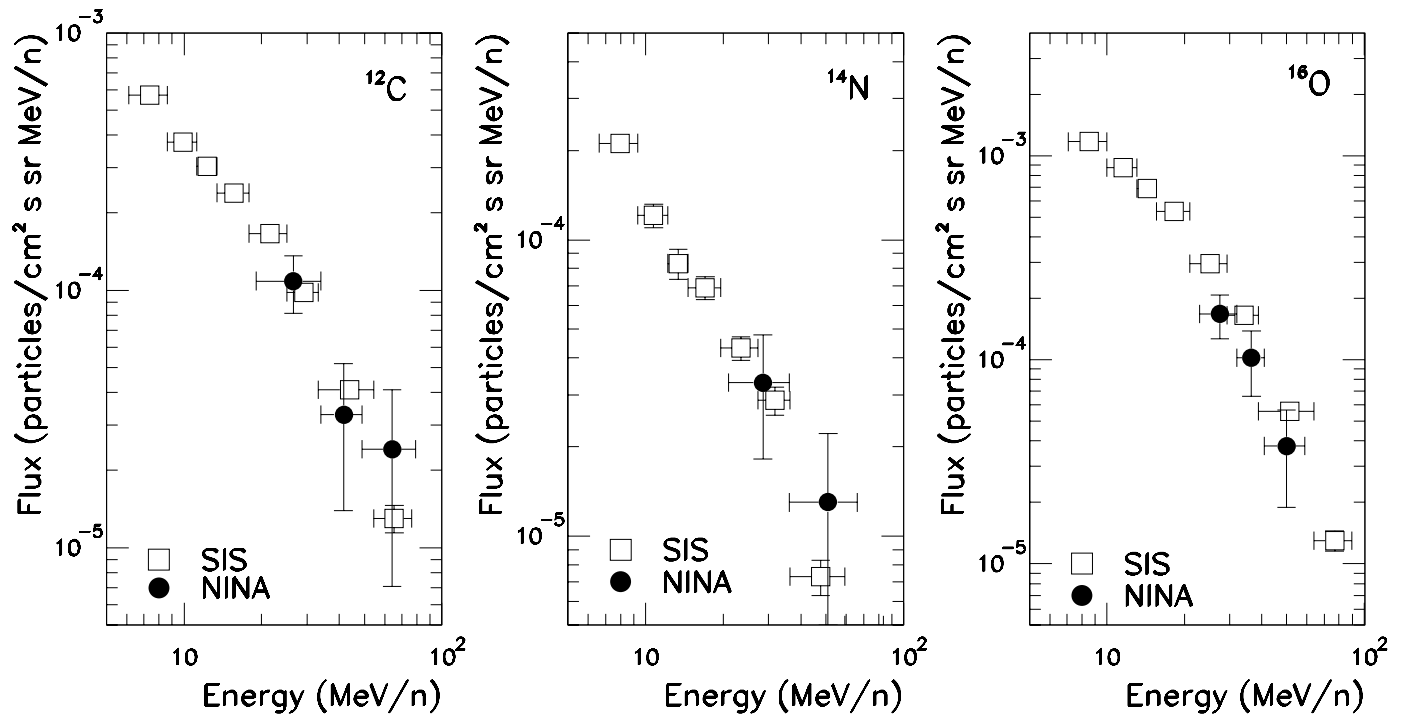 Flux (particles/cm² s sr MeV/n)
10⁻³
10⁻⁴
10⁻⁵
¹²C
SIS
NINA
10
10²
Energy (MeV/n)
Flux (particles/cm² s sr MeV/n)
10⁻⁴
10⁻⁵
¹⁴N
SIS
NINA
10
10²
Energy (MeV/n)
Flux (particles/cm² s sr MeV/n)
10⁻³
10⁻⁴
10⁻⁵
¹⁶O
SIS
NINA
10
10²
Energy (MeV/n)